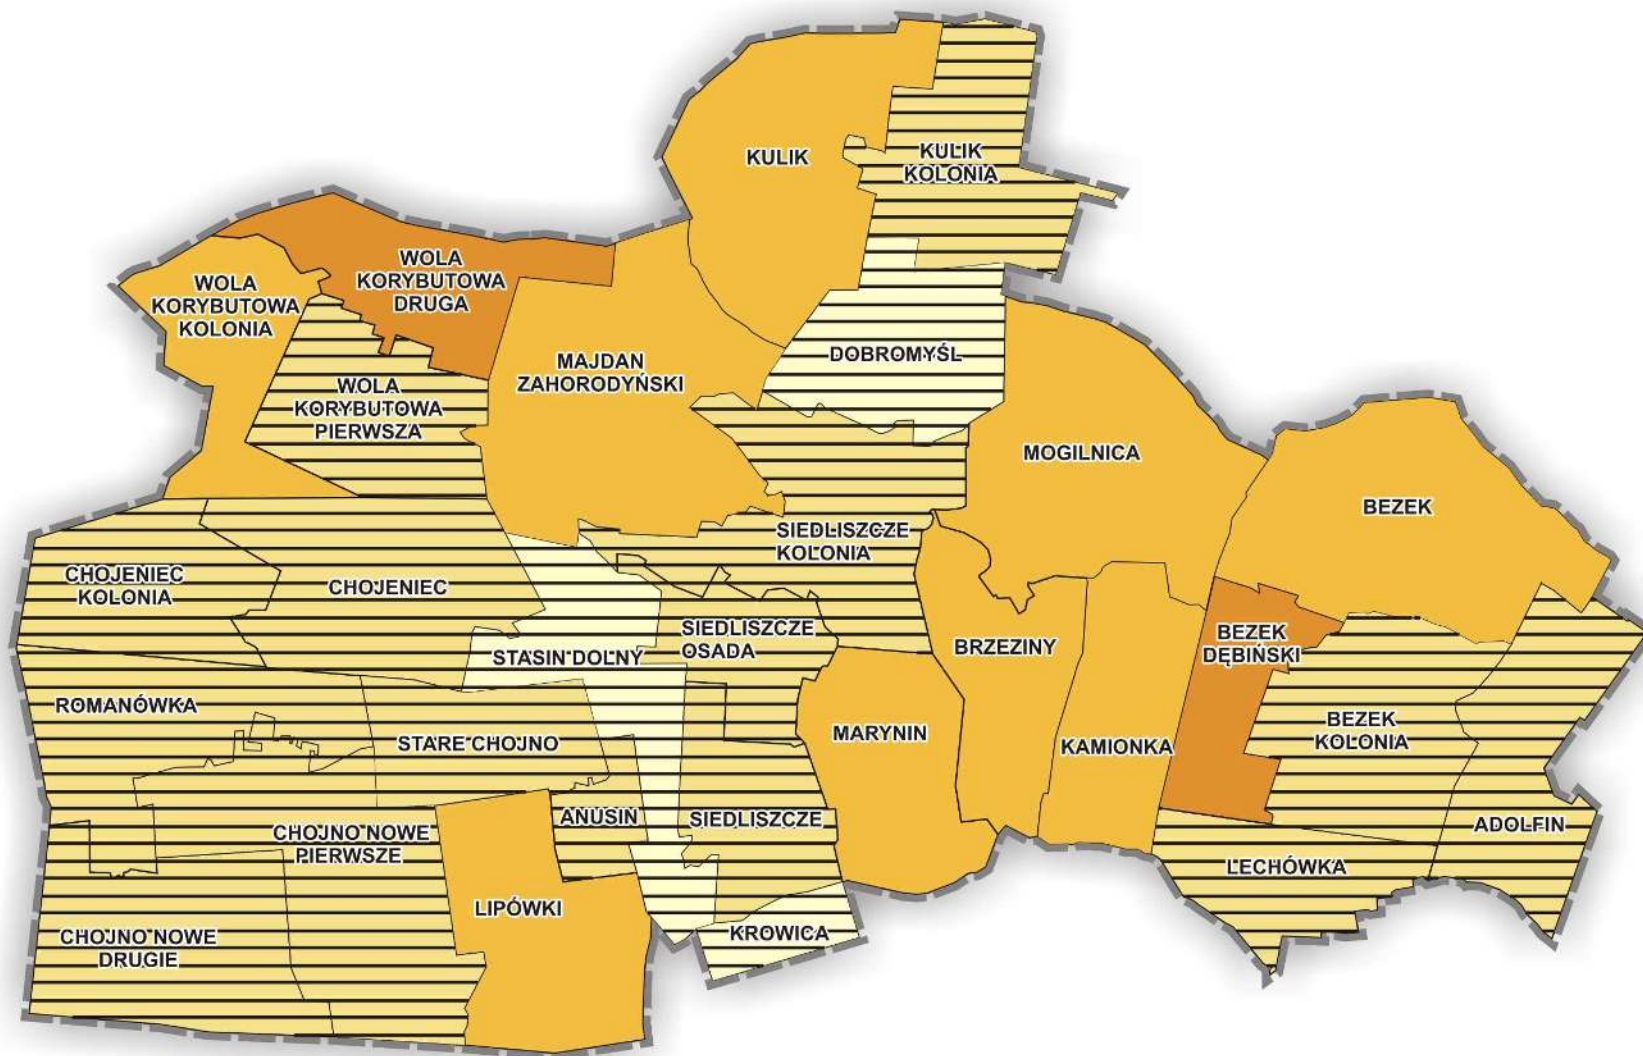 KULIK
KULIK
KOLONIA
WOLA
KORYBUTOWA
DRUGA
WOLA
KORYBUTOWA
KOLONIA
DOBROMYŚL
MAJDAN
ZAHORODYŃSKI
WOLA
KORYBUTOWA
PIERWSZA
MOGILNICA
BEZEK
SIEDLISZCZE
KOLONIA
CHOJENIEC
KOLONIA
CHOJENIEC
SIEDLISZCZE
OSADA
BEZEK
DĘBIŃSKI
BRZEZINY
STASIN DOLNY
ROMANÓWKA
BEZEK
KOLONIA
MARYNIN
STARE CHOJNO
KAMIONKA
ANUSIN
SIEDLISZCZE
ADOLFIN
CHOJNO NOWE
PIERWSZE
LECHÓWKA
LIPÓWKI
KROWICA
CHOJNO NOWE
DRUGIE